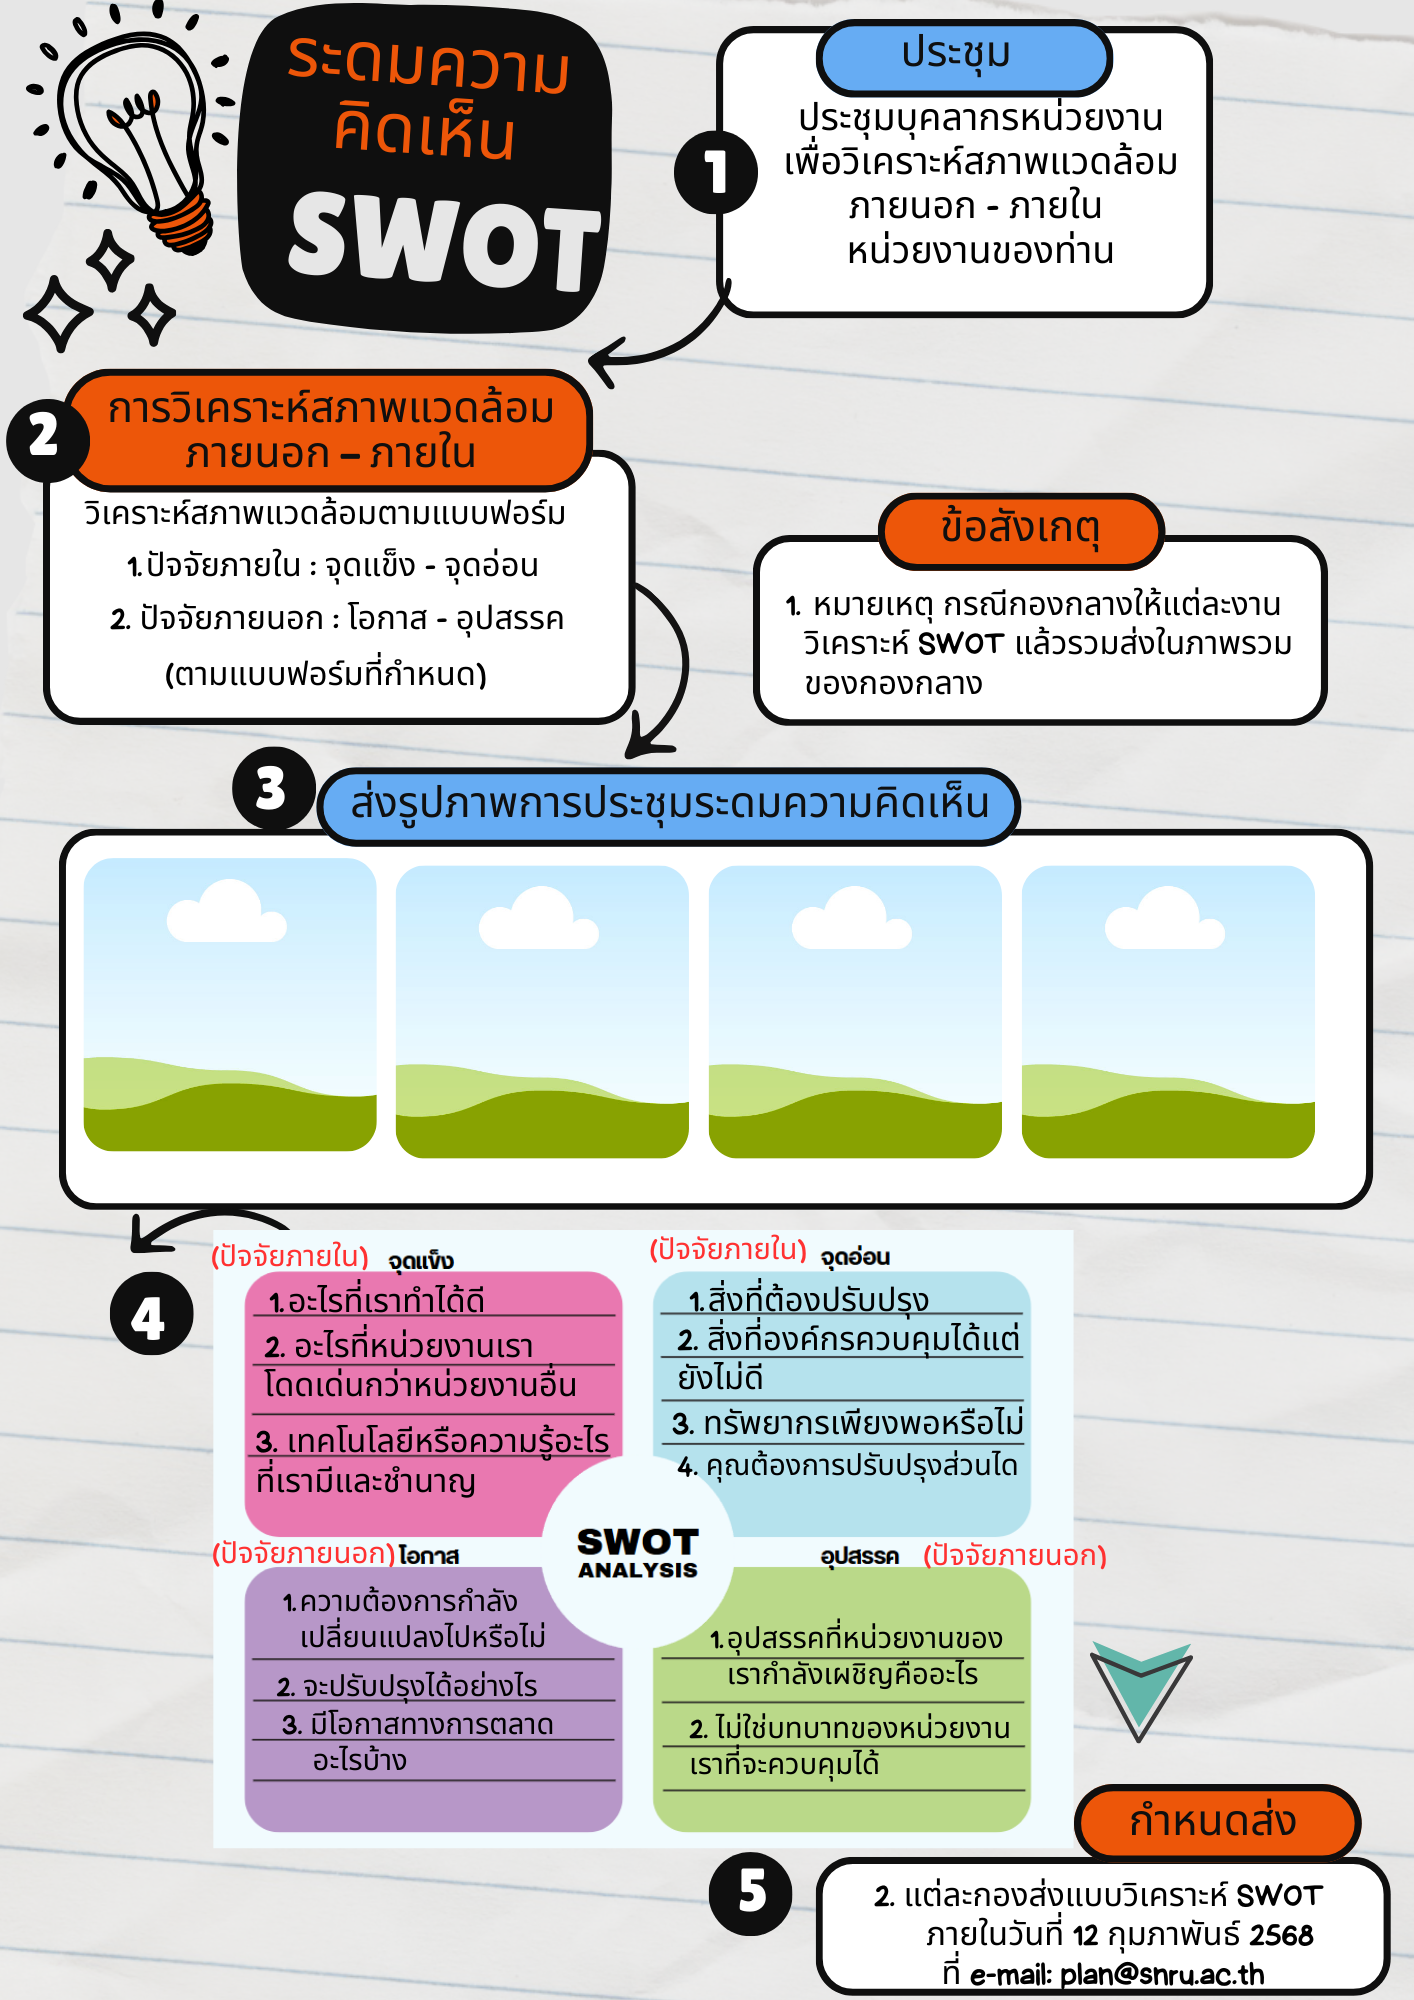 ระดมความ
คิดเห็น
SWOT
1
ประชุม
ประชุมบุคลากรหน่วยงาน
เพื่อวิเคราะห์สภาพแวดล้อม
ภายนอก - ภายใน
หน่วยงานของท่าน
2
การวิเคราะห์สภาพแวดล้อม
ภายนอก – ภายใน
วิเคราะห์สภาพแวดล้อมตามแบบฟอร์ม
1. ปัจจัยภายใน : จุดแข็ง - จุดอ่อน
2. ปัจจัยภายนอก : โอกาส - อุปสรรค
(ตามแบบฟอร์มที่กำหนด)
ข้อสังเกตุ
1. หมายเหตุ กรณีกองกลางให้แต่ละงาน
วิเคราะห์ SWOT แล้วรวมส่งในภาพรวม
ของกองกลาง
3
ส่งรูปภาพการประชุมระดมความคิดเห็น
4
(ปัจจัยภายใน) จุดแข็ง
1. อะไรที่เราทำได้ดี
2. อะไรที่หน่วยงานเรา
โดดเด่นกว่าหน่วยงานอื่น
3. เทคโนโลยีหรือความรู้อะไร
ที่เรามีและชำนาญ
(ปัจจัยภายใน) จุดอ่อน
1. สิ่งที่ต้องปรับปรุง
2. สิ่งที่องค์กรควบคุมได้แต่
ยังไม่ดี
3. ทรัพยากรเพียงพอหรือไม่
4. คุณต้องการปรับปรุงส่วนใด
SWOT
ANALYSIS
(ปัจจัยภายนอก) โอกาส
1. ความต้องการกำลัง
เปลี่ยนแปลงไปหรือไม่
2. จะปรับปรุงได้อย่างไร
3. มีโอกาสทางการตลาด
อะไรบ้าง
อุปสรรค (ปัจจัยภายนอก)
1. อุปสรรคที่หน่วยงานของ
เรากำลังเผชิญคืออะไร
2. ไม่ใช่บทบาทของหน่วยงาน
เราที่จะควบคุมได้
กำหนดส่ง
5
2. แต่ละกองส่งแบบวิเคราะห์ SWOT
ภายในวันที่ 12 กุมภาพันธ์ 2568
ที่ e-mail: plan@snru.ac.th